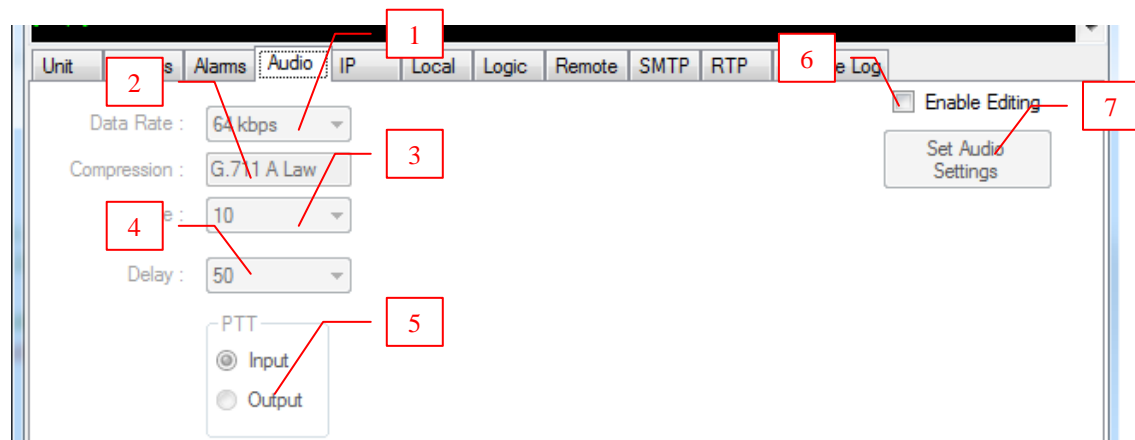 1
Unit Alarms Audio IP Local Logic Remote SMTP RTP Log
2
6
Enable Editing
7
Data Rate : 64 kbps
Set Audio
Settings
Compression : G.711 A Law
3
10
4
Delay : 50
PTT
5
Input
Output